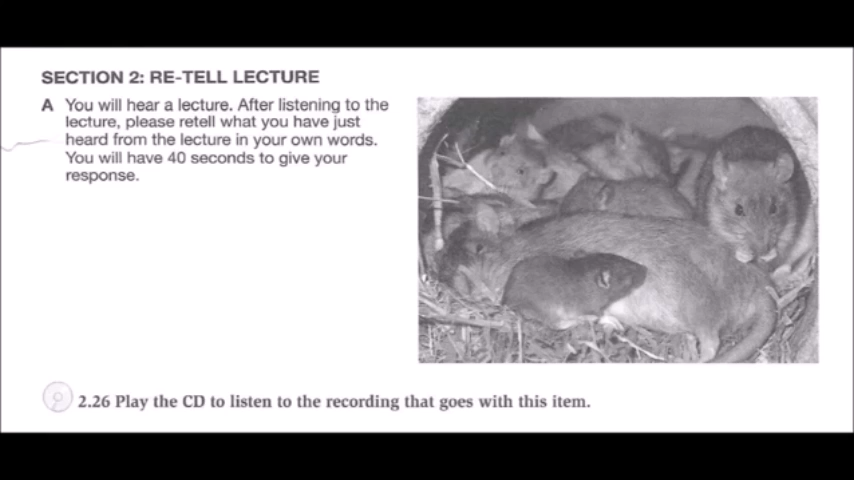 SECTION 2: RE-TELL LECTURE
A You will hear a lecture. After listening to the
lecture, please retell what you have just
heard from the lecture in your own words.
You will have 40 seconds to give your
response.
2.26 Play the CD to listen to the recording that goes with this item.